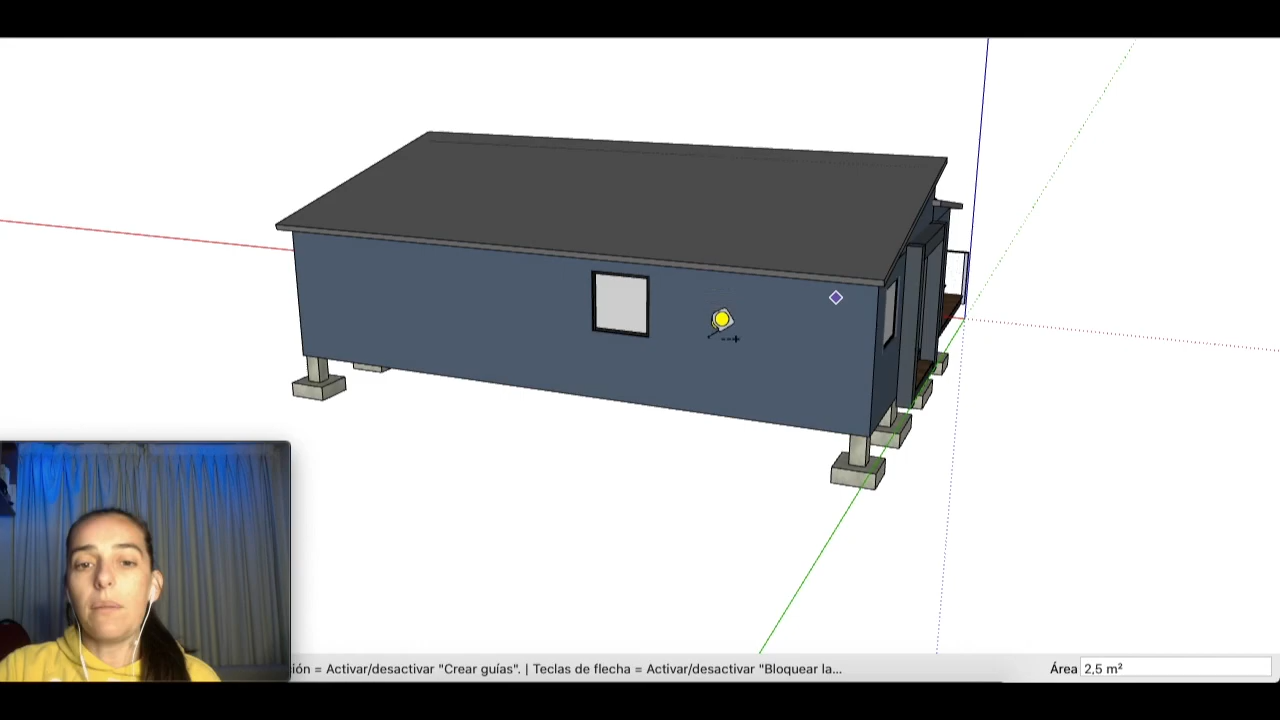 ión = Activar/desactivar "Crear guías". | Teclas de flecha = Activar/desactivar "Bloquear la...
Área 2,5 m²